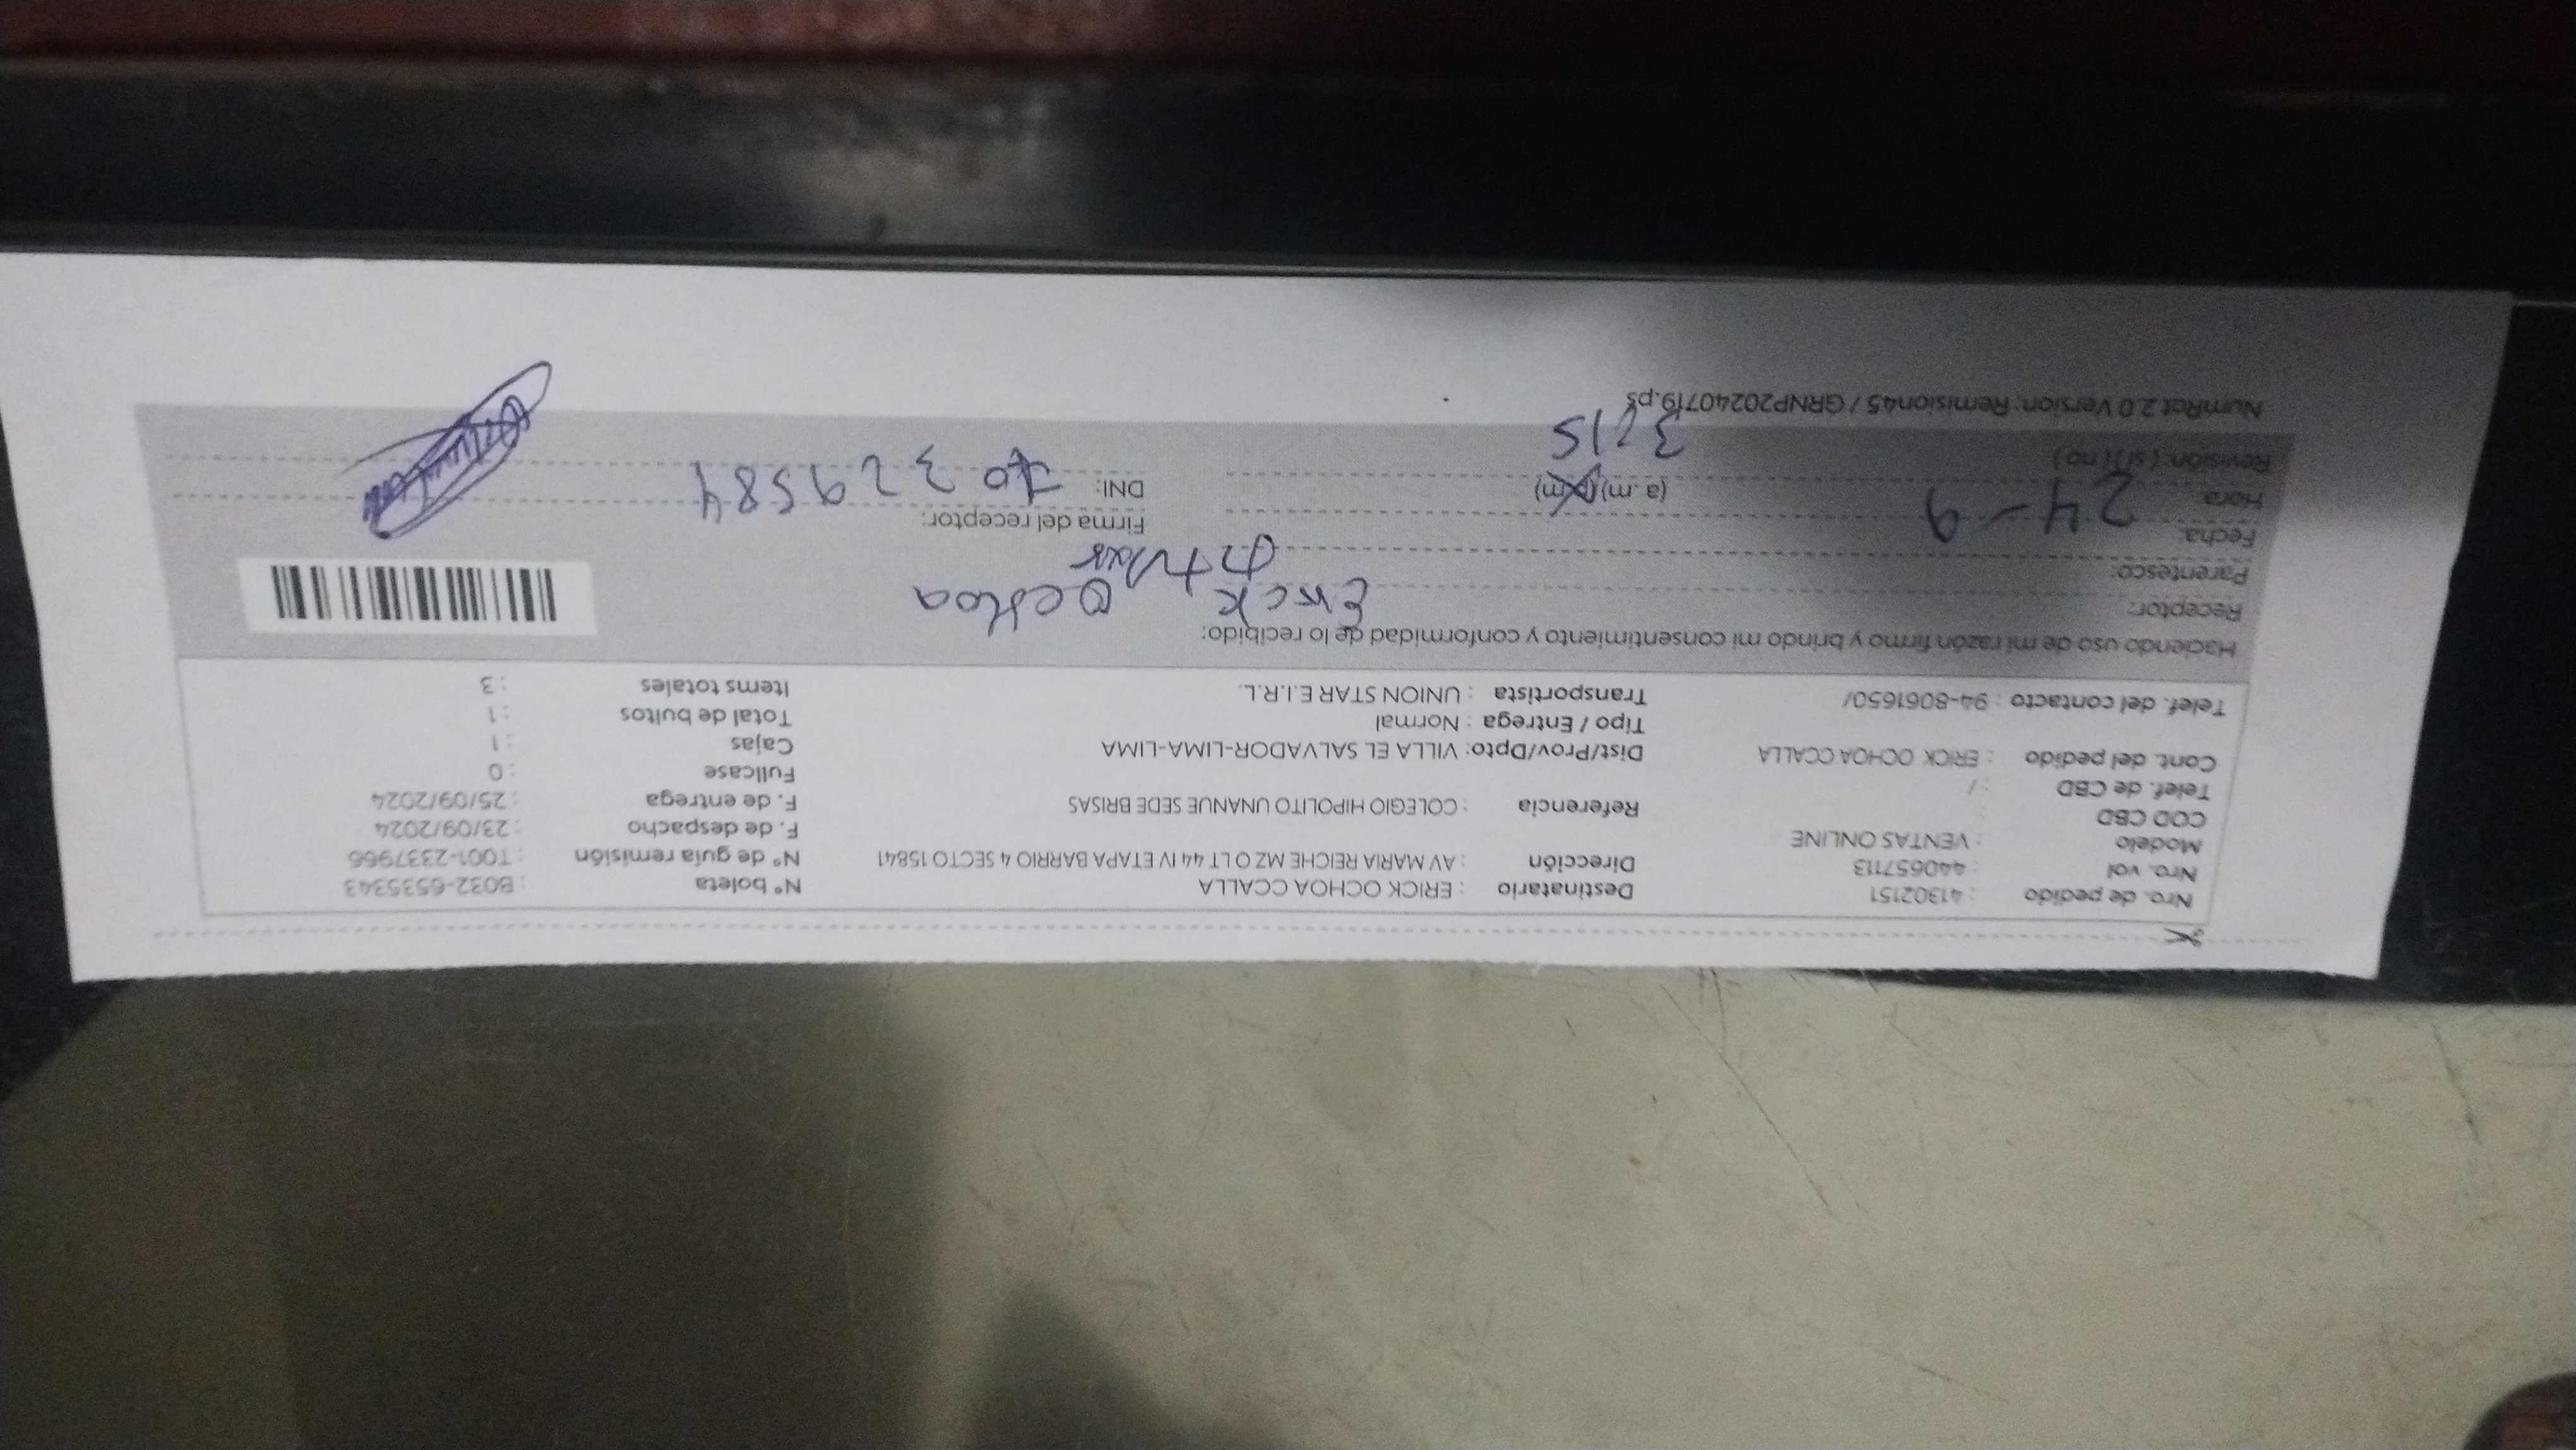 Nro. de pedido : 41302151 Destinatario : ERICK OCHOA CCALLA N° boleta : B032-6535343
Nro. vol : 440657113 Dirección : AV MARIA REICHE MZ O LT 44 IV ETAPA BARRIO 4 SECTO 15841 N° de guía remisión : T001-2337966
Modelo : VENTAS ONLINE F. de despacho : 23/09/2024
COD CBD : Referencia : COLEGIO HIPOLITO UNANUE SEDE BRISAS F. de entrega : 25/09/2024
Telef. de CBD : / Fullcase : 0
Cont. del pedido : ERICK OCHOA CCALLA Dist/Prov/Dpto: VILLA EL SALVADOR-LIMA-LIMA Cajas : 1
Tipo / Entrega : Normal Total de bultos : 1
Telef. del contacto : 94-8061650/ Transportista : UNION STAR E.I.R.L. Items totales : 3
Haciendo uso de mi razón firmo y brindo mi consentimiento y conformidad de lo recibido:
Receptor: Erick Ochoa
Parentesco:
Fecha: 24-9 Firma del receptor:
Hora: (a.m) (p.m) DNI: 70329584
Revisión: ( sí ) ( no ) 3:15
NumRot 2.0 Version: Remision45 / GRNP20240719.ps